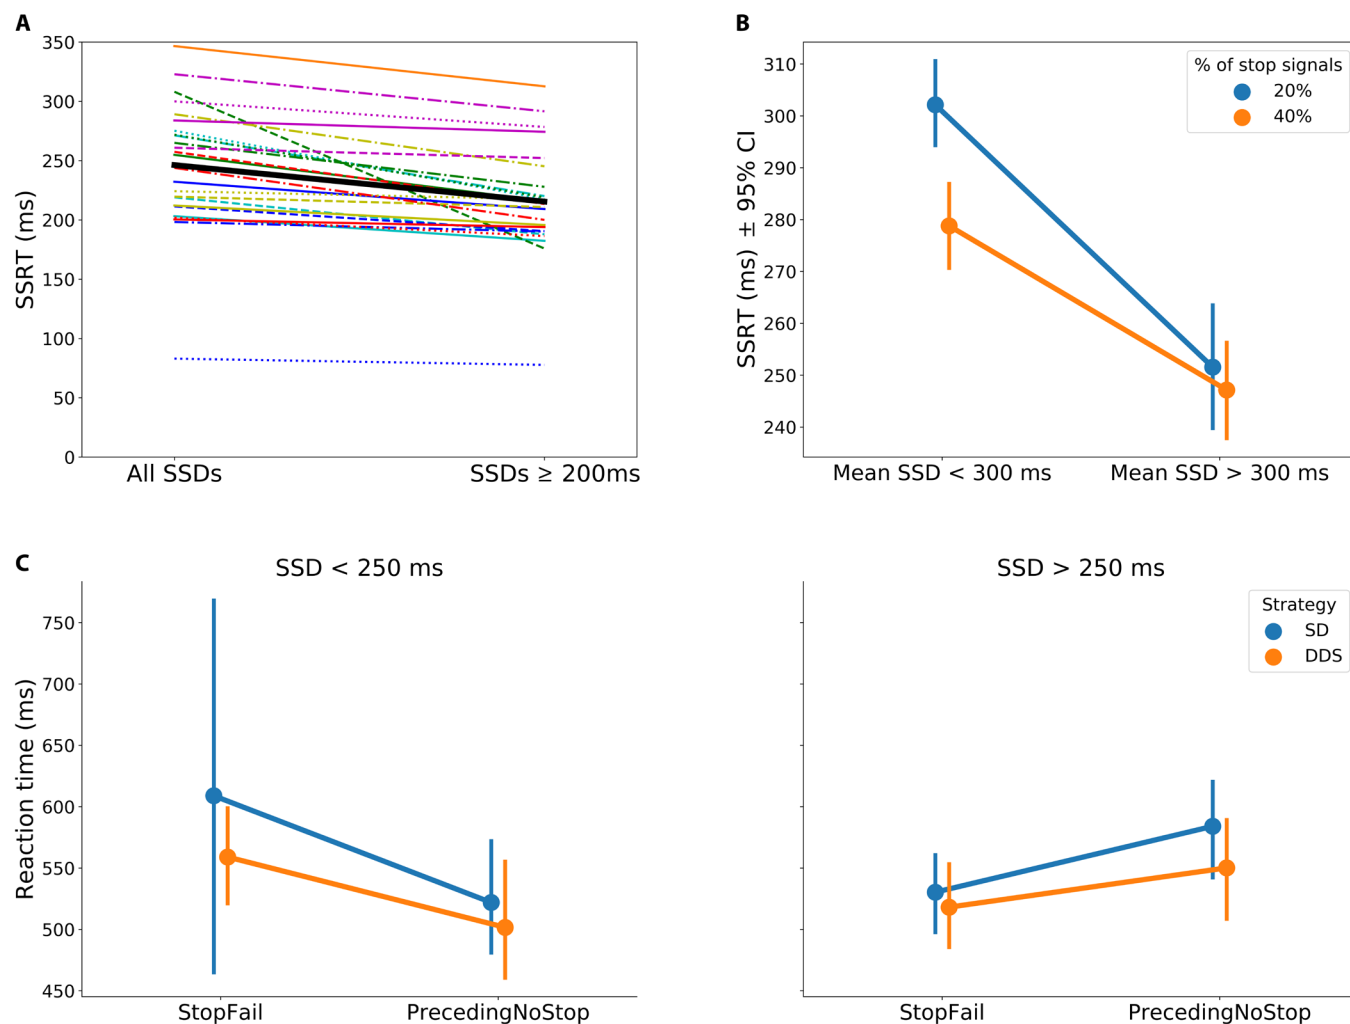 A
350
300
250
200
150
100
50
0
SSRT (ms)
All SSDs
SSDs ≥ 200ms
B
310
300
290
280
270
260
250
240
SSRT (ms) ± 95% CI
% of stop signals
20%
40%
Mean SSD < 300 ms
Mean SSD > 300 ms
C
SSD < 250 ms
750
700
650
600
550
500
450
Reaction time (ms)
StopFail
PrecedingNoStop
SSD > 250 ms
Strategy
SD
DDS
StopFail
PrecedingNoStop